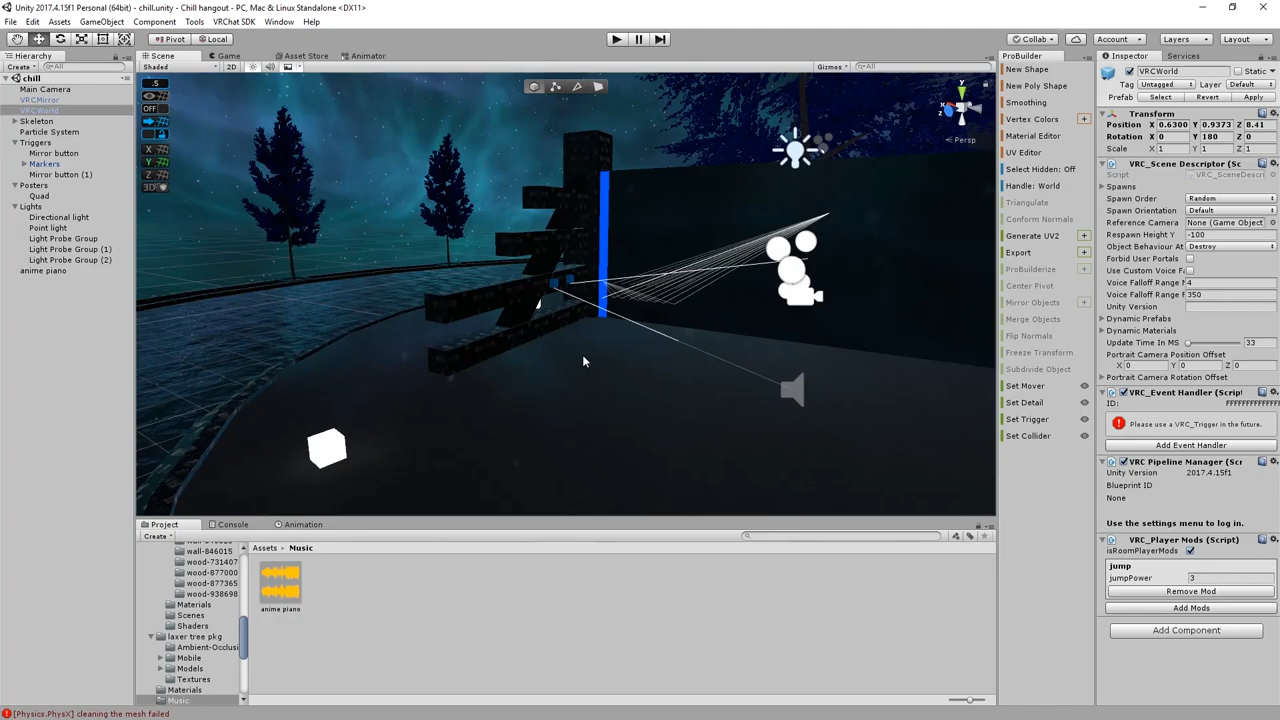 Unity 2017.4.15f1 Personal (64bit) - chill.unity - Chill hangout - PC, Mac & Linux Standalone <DX11>
File Edit Assets GameObject Component Tools VRChat SDK Window Help
Pivot Local Collab Account Layers Layout
Hierarchy
Create All
chill
Main Camera
VRCMirror
VRCWorld
Skeleton
Particle System
Triggers
Mirror button
Markers
Mirror button (1)
Posters
Quad
Lights
Directional light
Point light
Light Probe Group
Light Probe Group (1)
Light Probe Group (2)
anime piano
Scene Game Asset Store Animator
Shaded 2D Gizmos All
.5
OFF
X
Y
Z
3D
y
x
z
Persp
ProBuilder
New Shape
New Poly Shape
Smoothing
Vertex Colors
Material Editor
UV Editor
Select Hidden: Off
Handle: World
Triangulate
Conform Normals
Generate UV2
Export
ProBuilderize
Center Pivot
Mirror Objects
Merge Objects
Flip Normals
Freeze Transform
Subdivide Object
Set Mover
Set Detail
Set Trigger
Set Collider
Inspector Services
VRCWorld Static
Tag Untagged Layer Default
Prefab Select Revert Apply
Transform
Position X 0.6300 Y 0.9373 Z 8.41
Rotation X 0 Y 180 Z 0
Scale X 1 Y 1 Z 1
VRC_Scene Descriptor (Sc
Script VRC_SceneDescri
Spawns
Spawn Order Random
Spawn Orientation Default
Reference Camera None (Game Object
Respawn Height Y -100
Object Behaviour At Destroy
Forbid User Portals
Use Custom Voice Fa
Voice Falloff Range N 4
Voice Falloff Range F 350
Unity Version
Dynamic Prefabs
Dynamic Materials
Update Time In MS 33
Portrait Camera Position Offset
X 0 Y 0 Z 0
Portrait Camera Rotation Offset
VRC_Event Handler (Script
ID: FFFFFFFFFFFFFF
Please use a VRC_Trigger in the future.
Add Event Handler
VRC Pipeline Manager (Scr
Unity Version 2017.4.15f1
Blueprint ID
None
Use the settings menu to log in.
VRC_Player Mods (Script)
isRoomPlayerMods
jump
jumpPower 3
Remove Mod
Add Mods
Add Component
Project Console Animation
Create
wall-846015
wood-731407
wood-877000
wood-877365
wood-938698
Materials
Scenes
Shaders
laxer tree pkg
Ambient-Occlusi
Mobile
Models
Textures
Materials
Music
Assets Music
anime piano
[Physics.PhysX] cleaning the mesh failed